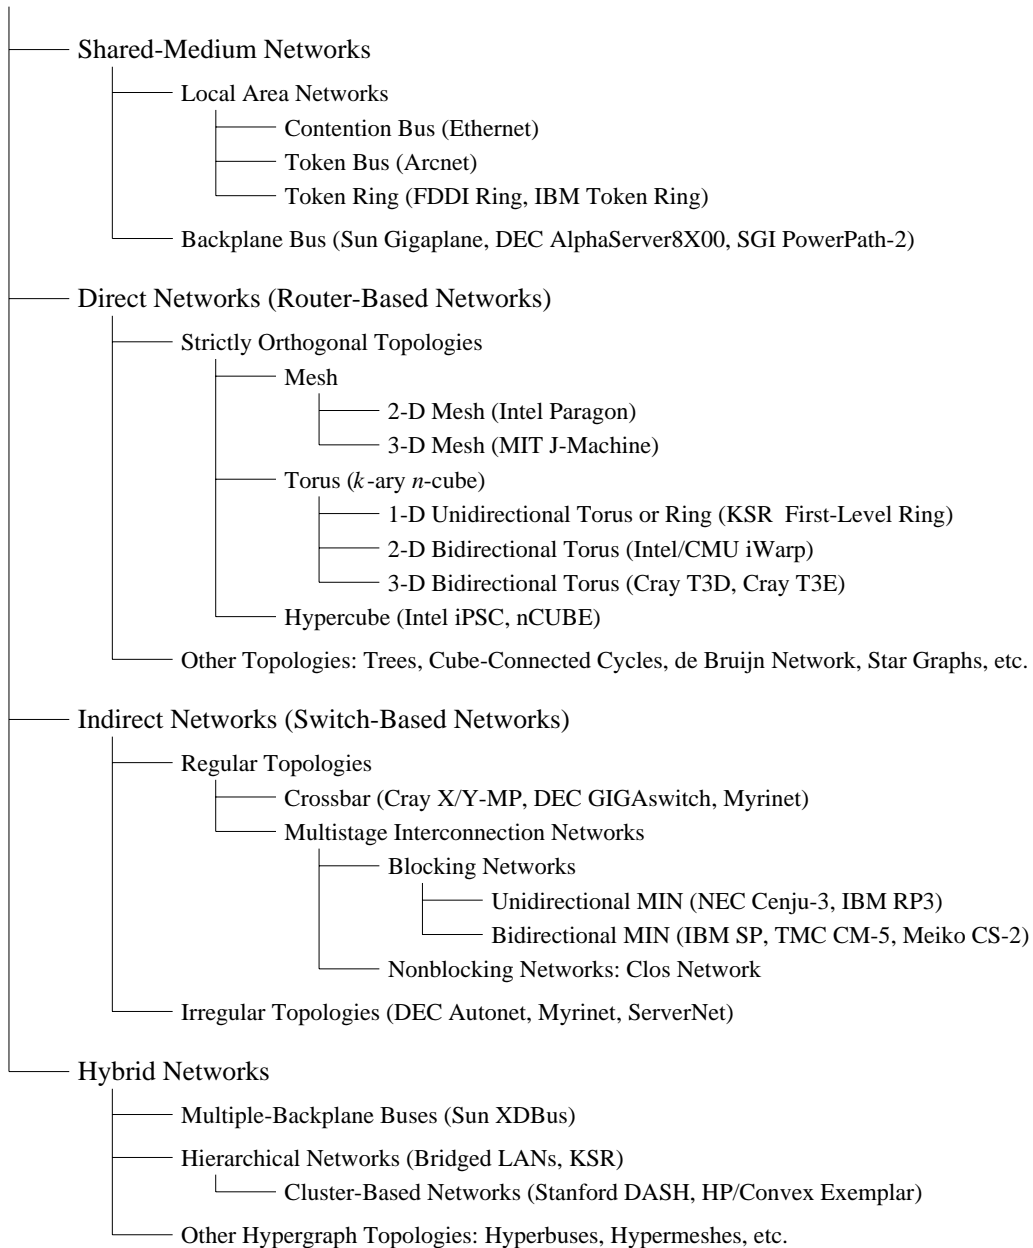 Shared-Medium Networks
Local Area Networks
Contention Bus (Ethernet)
Token Bus (Arcnet)
Token Ring (FDDI Ring, IBM Token Ring)
Backplane Bus (Sun Gigaplane, DEC AlphaServer8X00, SGI PowerPath-2)
Direct Networks (Router-Based Networks)
Strictly Orthogonal Topologies
Mesh
2-D Mesh (Intel Paragon)
3-D Mesh (MIT J-Machine)
Torus (k-ary n-cube)
1-D Unidirectional Torus or Ring (KSR First-Level Ring)
2-D Bidirectional Torus (Intel/CMU iWarp)
3-D Bidirectional Torus (Cray T3D, Cray T3E)
Hypercube (Intel iPSC, nCUBE)
Other Topologies: Trees, Cube-Connected Cycles, de Bruijn Network, Star Graphs, etc.
Indirect Networks (Switch-Based Networks)
Regular Topologies
Crossbar (Cray X/Y-MP, DEC GIGAswitch, Myrinet)
Multistage Interconnection Networks
Blocking Networks
Unidirectional MIN (NEC Cenju-3, IBM RP3)
Bidirectional MIN (IBM SP, TMC CM-5, Meiko CS-2)
Nonblocking Networks: Clos Network
Irregular Topologies (DEC Autonet, Myrinet, ServerNet)
Hybrid Networks
Multiple-Backplane Buses (Sun XDBus)
Hierarchical Networks (Bridged LANs, KSR)
Cluster-Based Networks (Stanford DASH, HP/Convex Exemplar)
Other Hypergraph Topologies: Hyperbuses, Hypermeshes, etc.